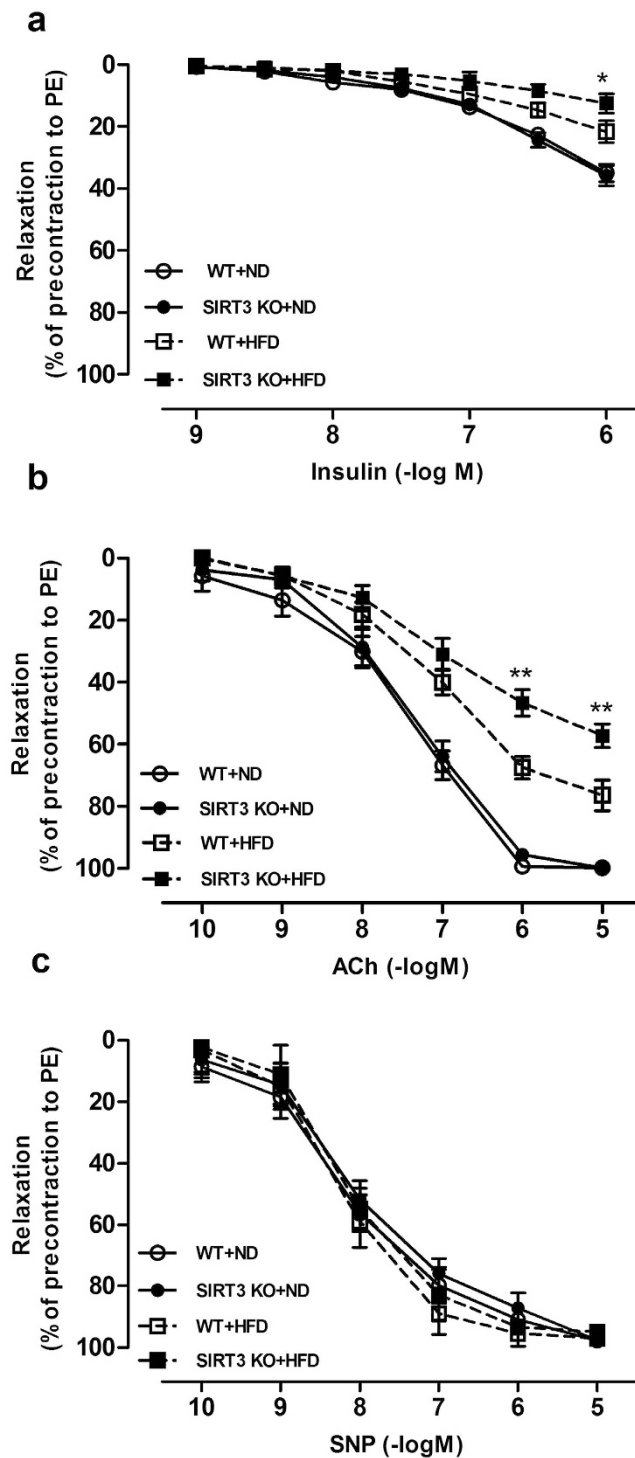 a
Relaxation
(% of precontraction to PE)
0
20
40
60
80
100
*
WT+ND
SIRT3 KO+ND
WT+HFD
SIRT3 KO+HFD
9 8 7 6
Insulin (-log M)
b
Relaxation
(% of precontraction to PE)
0
20
40
60
80
100
** **
WT+ND
SIRT3 KO+ND
WT+HFD
SIRT3 KO+HFD
10 9 8 7 6 5
ACh (-logM)
c
Relaxation
(% of precontraction to PE)
0
20
40
60
80
100
WT+ND
SIRT3 KO+ND
WT+HFD
SIRT3 KO+HFD
10 9 8 7 6 5
SNP (-logM)